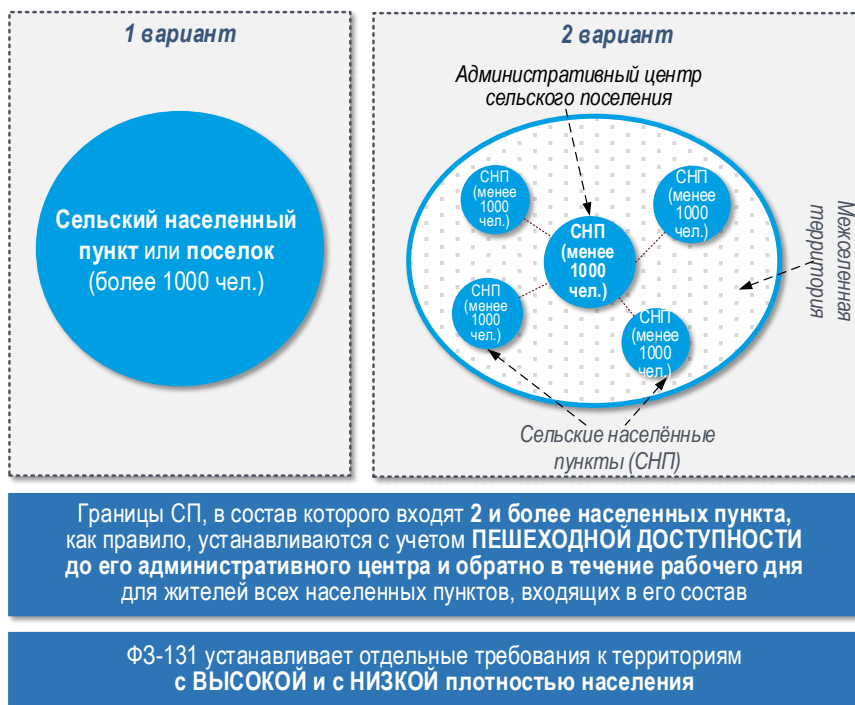 1 вариант
Сельский населенный
пункт или поселок
(более 1000 чел.)
2 вариант
Административный центр
сельского поселения
СНП
(менее
1000
чел.)
СНП
(менее
1000
чел.)
СНП
(менее
1000
чел.)
СНП
(менее
1000
чел.)
СНП
(менее
1000
чел.)
Межселенная
территория
Сельские населённые
пункты (СНП)
Границы СП, в состав которого входят 2 и более населенных пункта,
как правило, устанавливаются с учетом ПЕШЕХОДНОЙ ДОСТУПНОСТИ
до его административного центра и обратно в течение рабочего дня
для жителей всех населенных пунктов, входящих в его состав
ФЗ-131 устанавливает отдельные требования к территориям
с ВЫСОКОЙ и с НИЗКОЙ плотностью населения